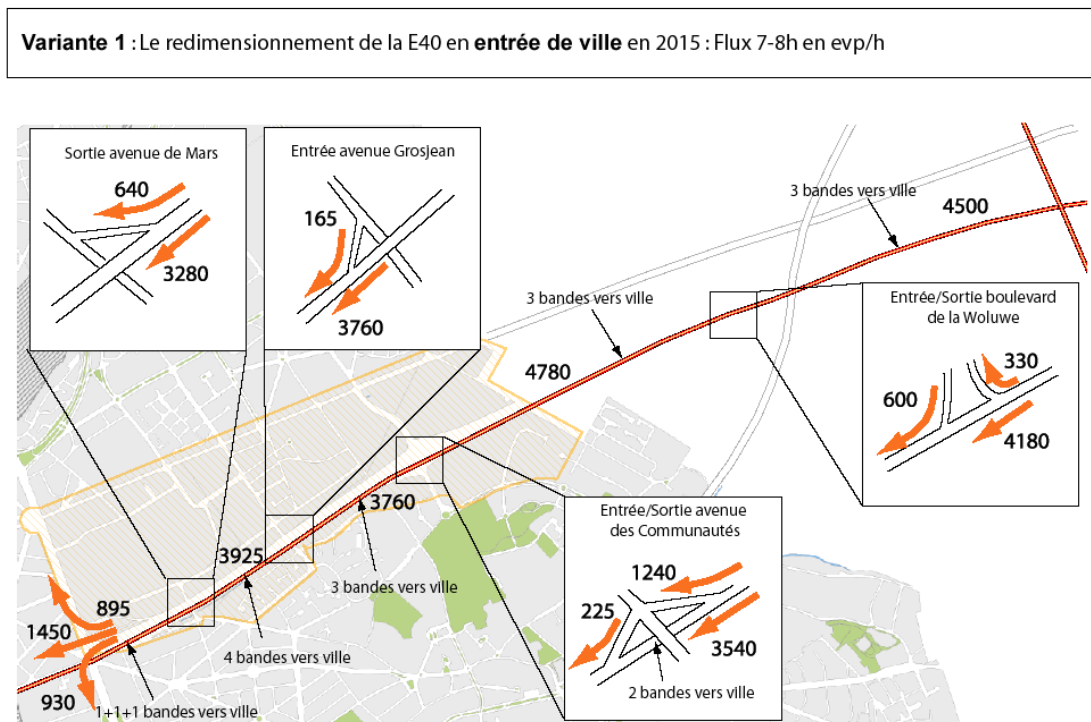 Variante 1 : Le redimensionnement de la E40 en entrée de ville en 2015 : Flux 7-8h en evp/h
Sortie avenue de Mars
640
3280
Entrée avenue Grosjean
165
3760
3 bandes vers ville
4500
3 bandes vers ville
4780
Entrée/Sortie boulevard
de la Woluwe
330
600
4180
3760
3925
3 bandes vers ville
Entrée/Sortie avenue
des Communautés
1240
225
3540
2 bandes vers ville
895
1450
930
4 bandes vers ville
1+1+1 bandes vers ville